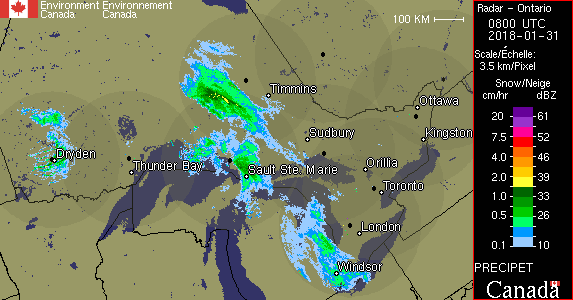 Environment Environnement
Canada Canada
100 KM
Radar - Ontario
0800 UTC
2018-01-31
Scale/Échelle:
3.5 km/Pixel
Snow/Neige
cm/hr dBZ
20 61
7.5 57
5.5 52
4.0 46
2.0 39
1.0 33
0.5 26
0.1 10
PRECIPET
Canada
Timmins
Ottawa
Sudbury
Kingston
Dryden
Thunder Bay
Sault Ste. Marie
Orillia
Toronto
London
Windsor